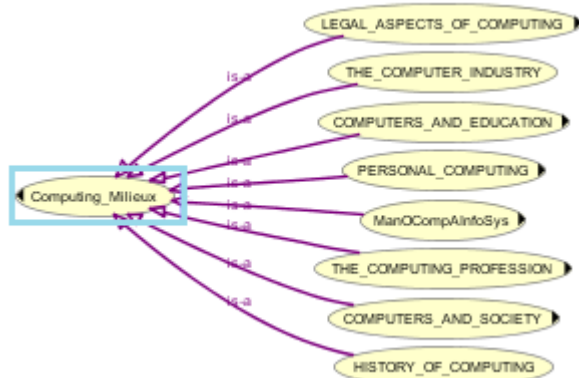 LEGAL_ASPECTS_OF_COMPUTING
is-a
THE_COMPUTER_INDUSTRY
is-a
COMPUTERS_AND_EDUCATION
is-a
PERSONAL_COMPUTING
is-a
Computing_Milieux
is-a
ManOCompAInfoSys
is-a
THE_COMPUTING_PROFESSION
is-a
COMPUTERS_AND_SOCIETY
is-a
HISTORY_OF_COMPUTING